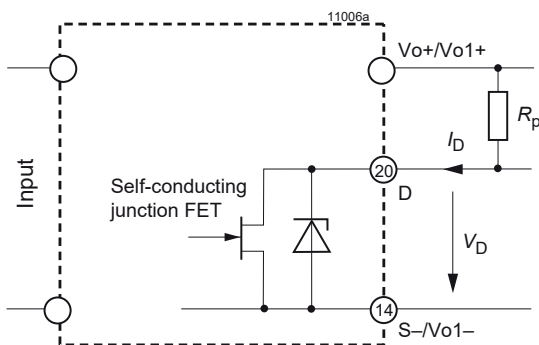 11006a
Vo+/Vo1+
Rp
ID
20
D
Input
Self-conducting
junction FET
VD
14
S–/Vo1–